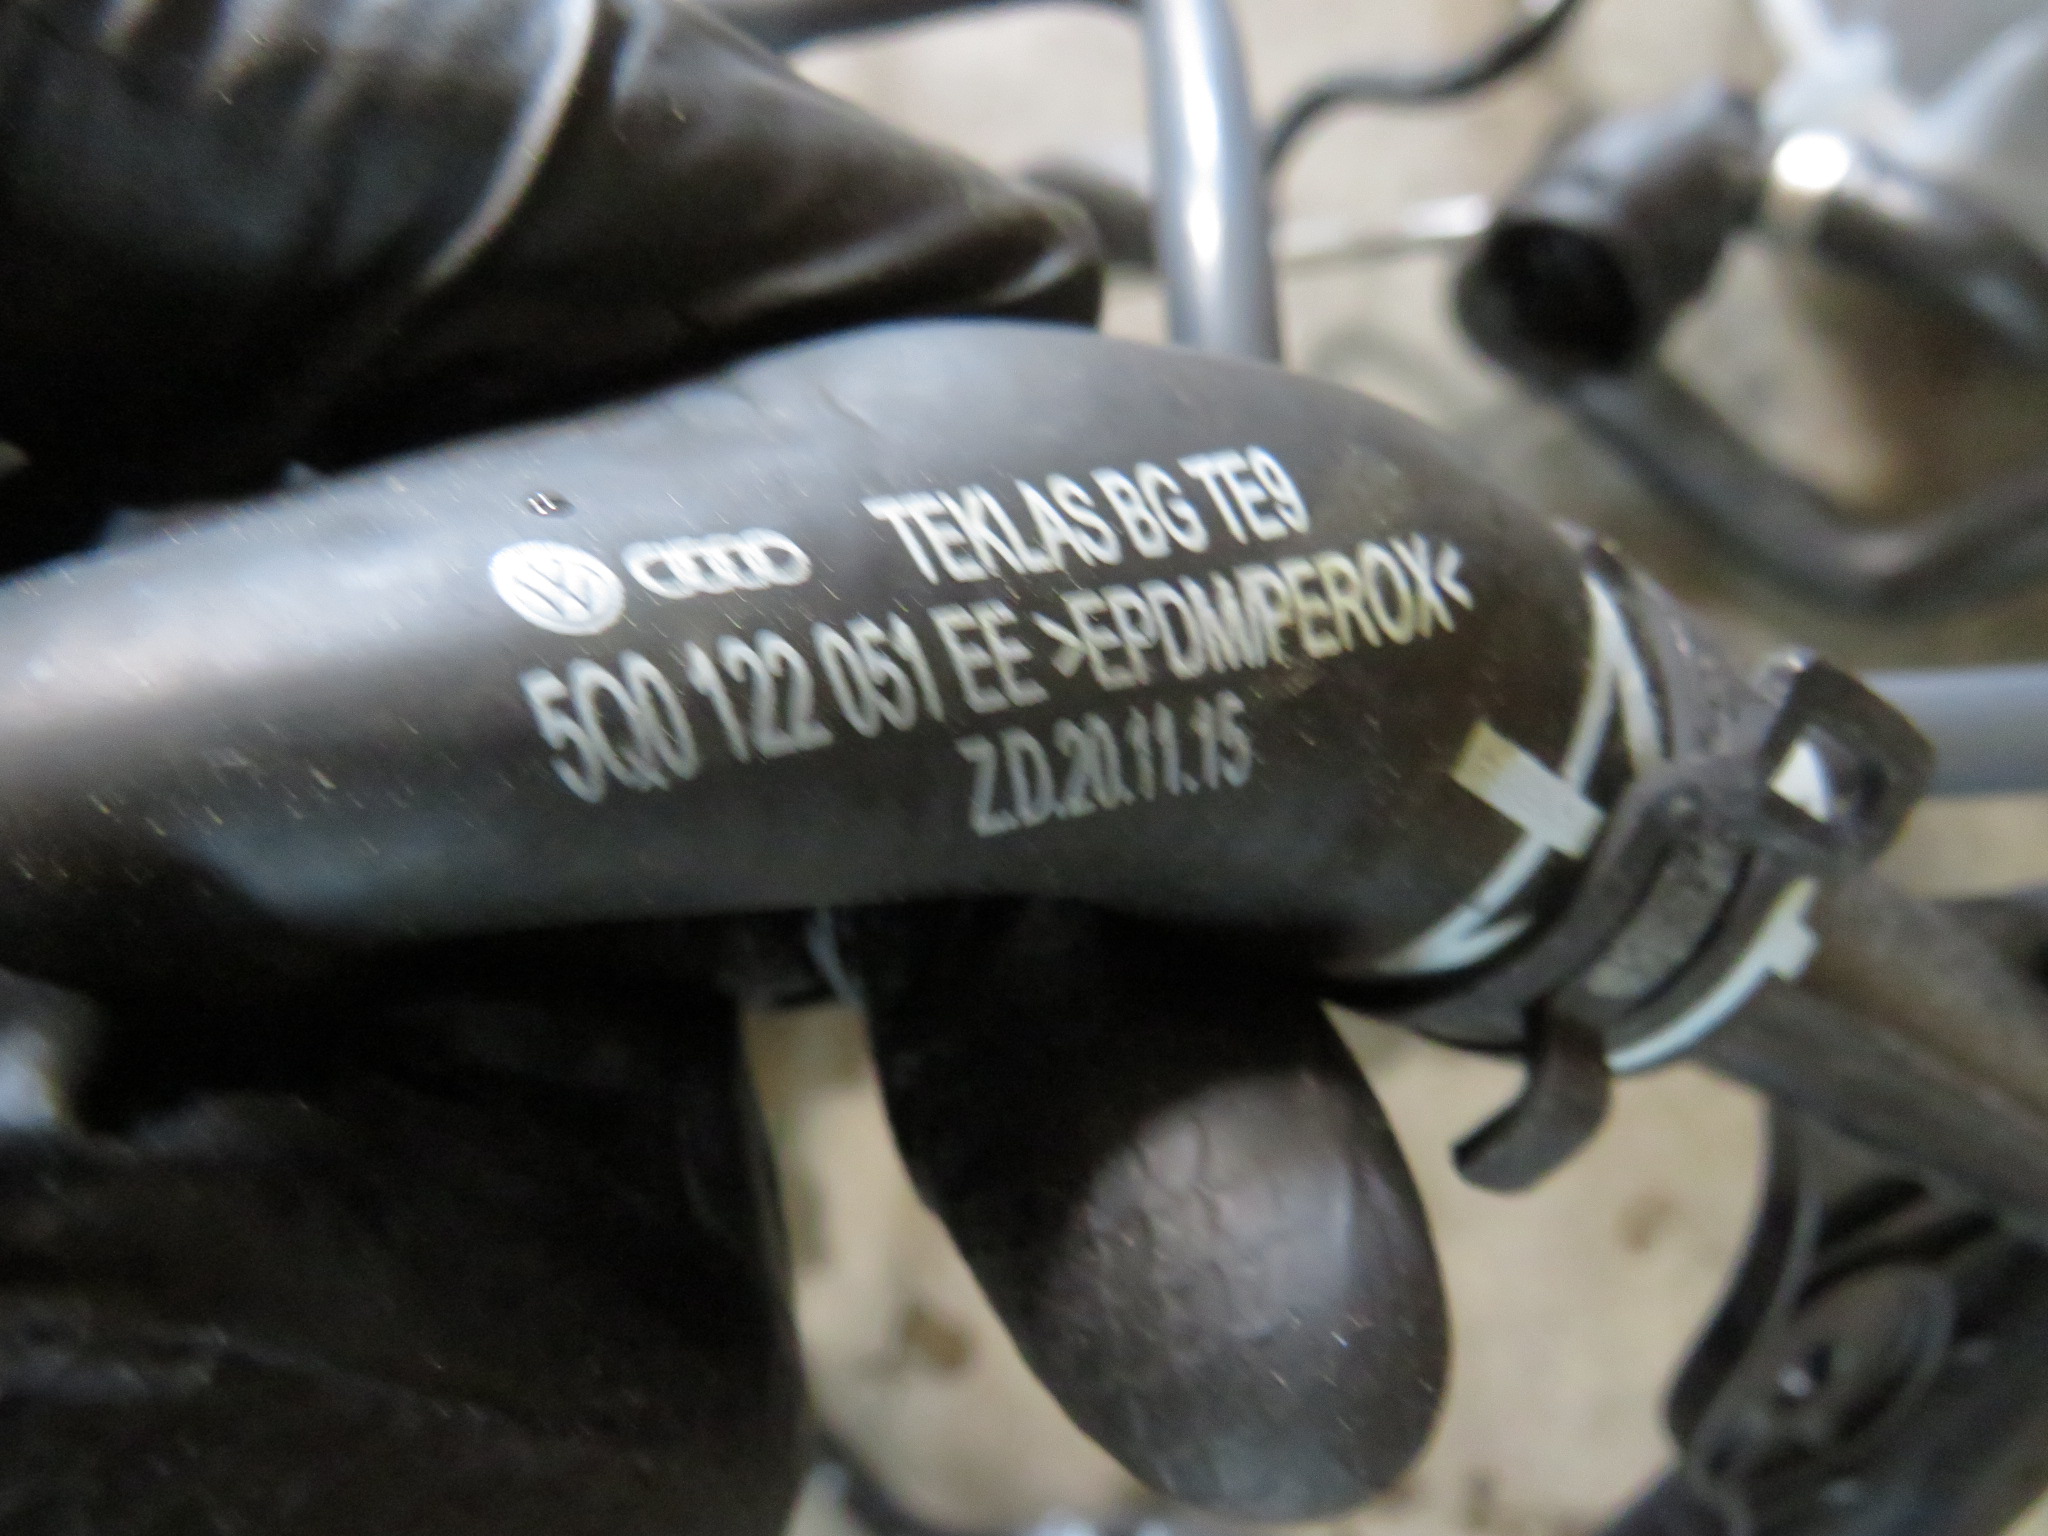 TEKLAS BG TE9
5Q0 122 051 EE >EPDM/PEROX<
Z.D.20.11.15